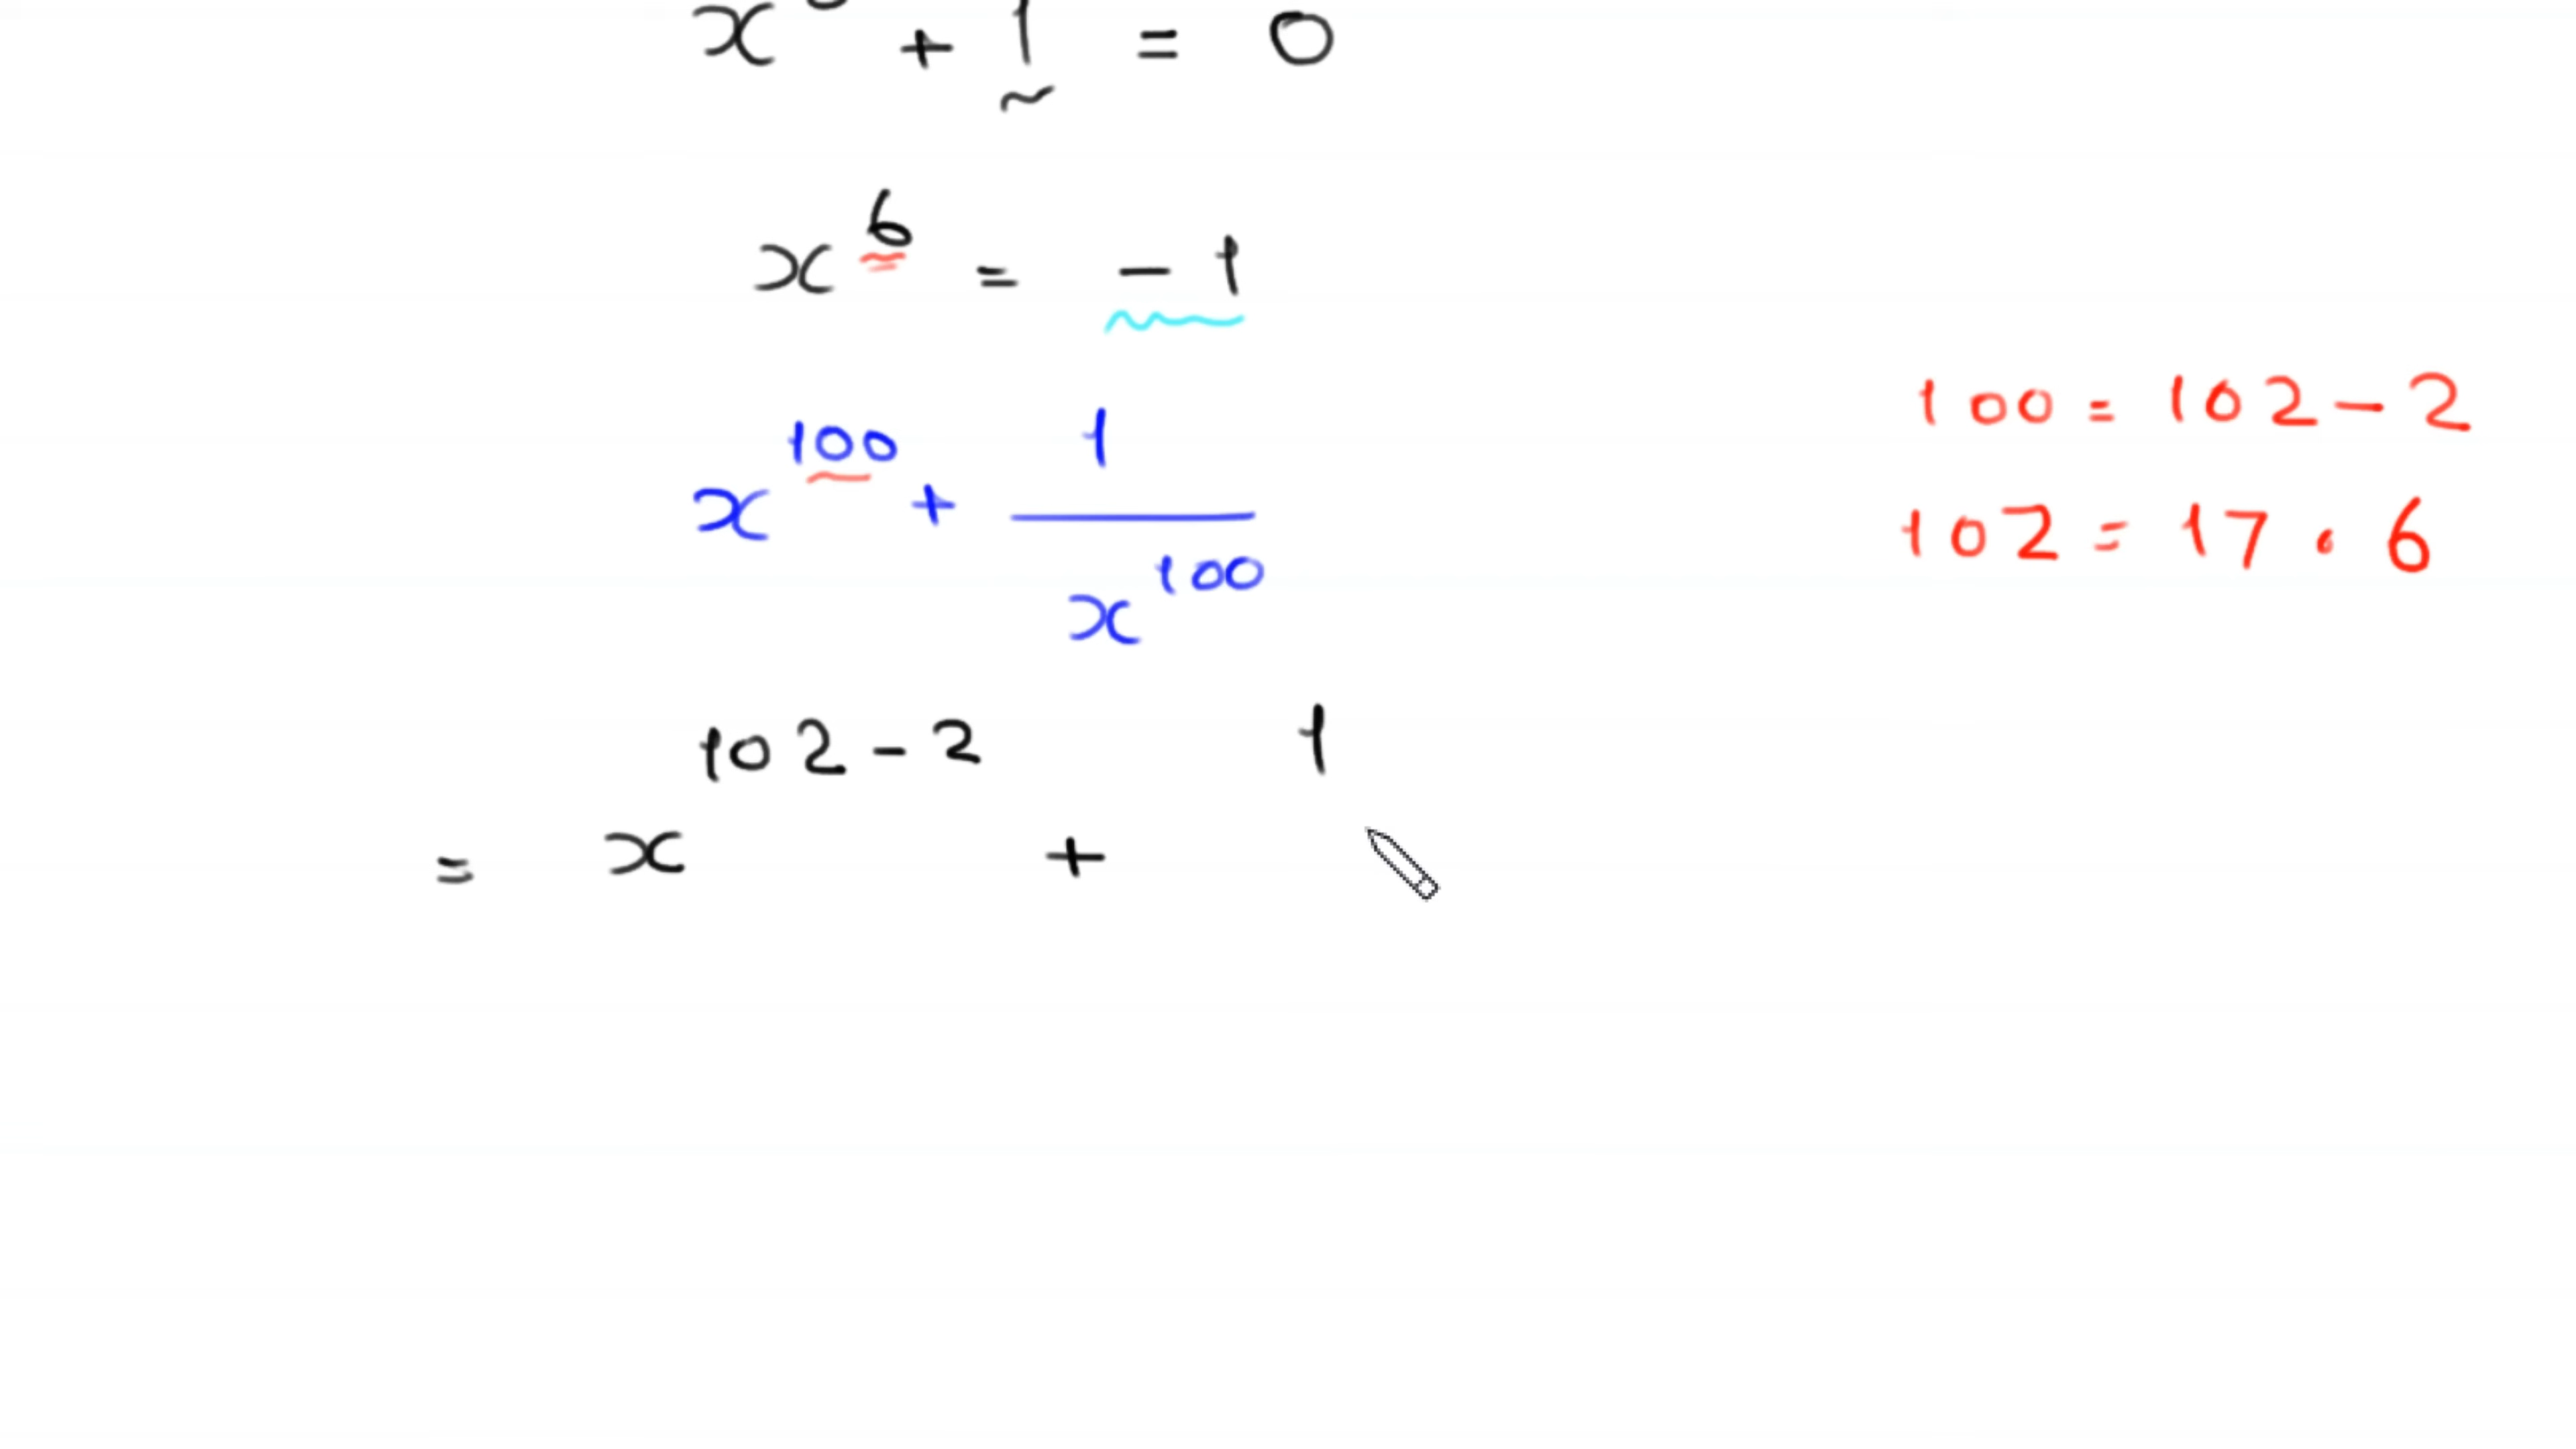 x + 1 = 0
x^6 = -1
x^100 + 1/x^100
= x^(102-2) + 1
100 = 102-2
102 = 17 · 6